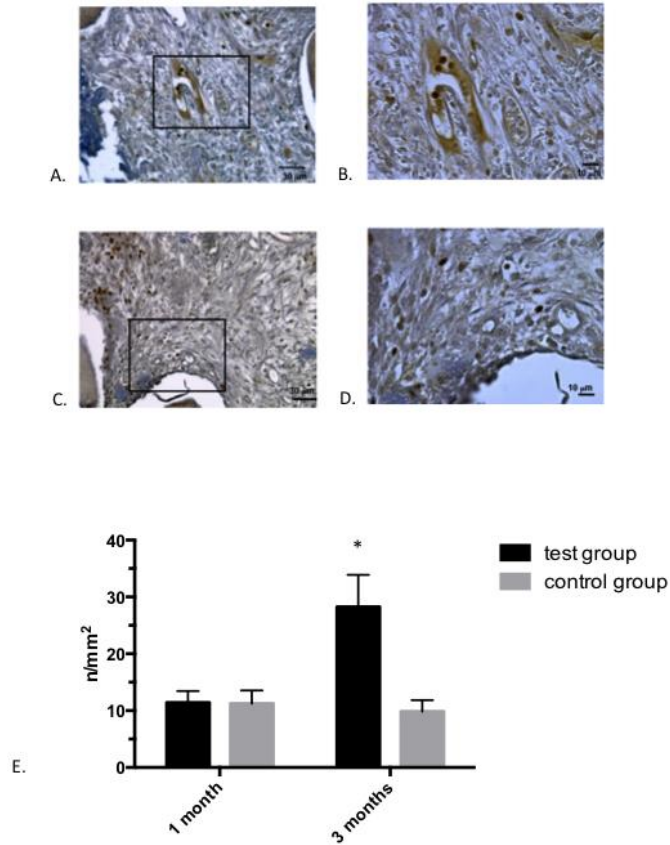 30 µm
10 µm
A.
B.
10 µm
C.
D.
40
30
20
10
0
n/mm²
*
test group
control group
E.
1 month
3 months